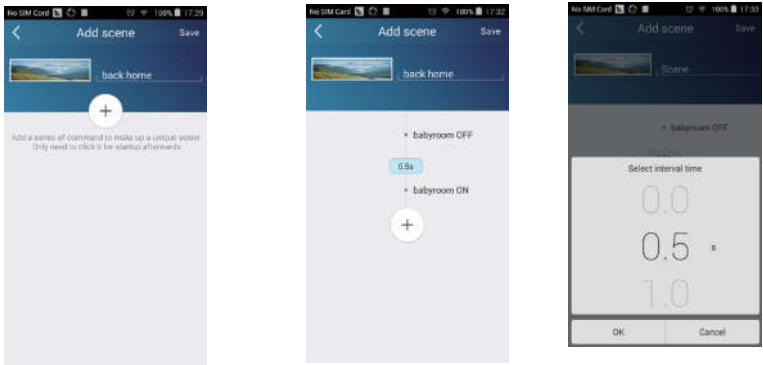 No SIM Card 100% 17:29
Add scene Save
back home
Add a series of command to make up a unique scene
Only need to click it for startup afterwards
No SIM Card 100% 17:32
Add scene Save
back home
babyroom OFF
0.5s
babyroom ON
No SIM Card 100% 17:33
Add scene Save
Scene
babyroom OFF
Select interval time
0.0
0.5 s
1.0
OK Cancel